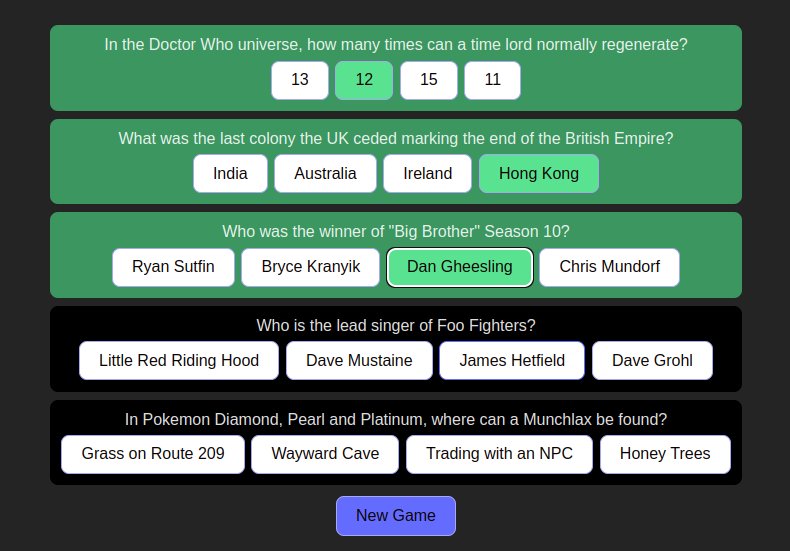 In the Doctor Who universe, how many times can a time lord normally regenerate?
13 12 15 11
What was the last colony the UK ceded marking the end of the British Empire?
India Australia Ireland Hong Kong
Who was the winner of "Big Brother" Season 10?
Ryan Sutfin Bryce Kranyik Dan Gheesling Chris Mundorf
Who is the lead singer of Foo Fighters?
Little Red Riding Hood Dave Mustaine James Hetfield Dave Grohl
In Pokemon Diamond, Pearl and Platinum, where can a Munchlax be found?
Grass on Route 209 Wayward Cave Trading with an NPC Honey Trees
New Game